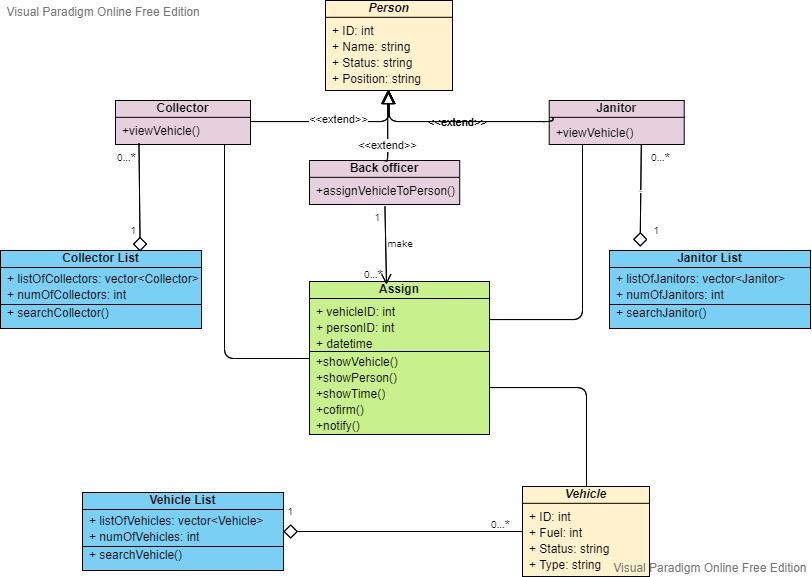 Visual Paradigm Online Free Edition
Person
+ ID: int
+ Name: string
+ Status: string
+ Position: string
Collector
+viewVehicle()
<<extend>>
<<extend>>
<<extend>>
Janitor
+viewVehicle()
Back officer
+assignVehicleToPerson()
0...*
1
1
make
0...*
0...*
1
Collector List
+ listOfCollectors: vector<Collector>
+ numOfCollectors: int
+ searchCollector()
Janitor List
+ listOfJanitors: vector<Janitor>
+ numOfJanitors: int
+ searchJanitor()
Assign
+ vehicleID: int
+ personID: int
+ datetime
+showVehicle()
+showPerson()
+showTime()
+cofirm()
+notify()
Vehicle List
+ listOfVehicles: vector<Vehicle>
+ numOfVehicles: int
+ searchVehicle()
1
0...*
Vehicle
+ ID: int
+ Fuel: int
+ Status: string
+ Type: string
Visual Paradigm Online Free Edition